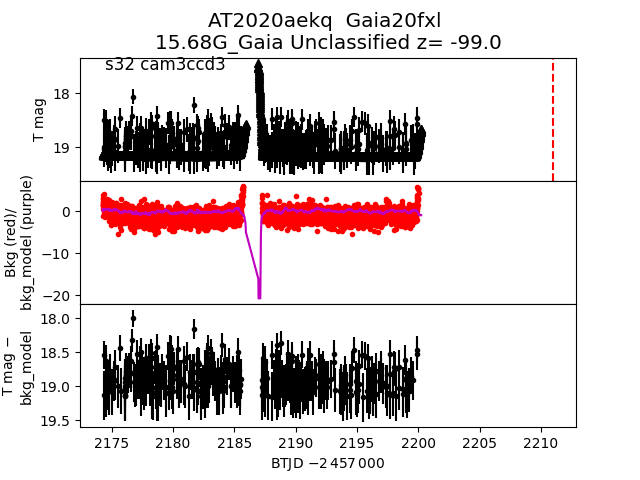 AT2020aekq  Gaia20fxl
15.68G_Gaia Unclassified z= -99.0
s32 cam3ccd3
T mag
18
19
Bkg (red)/
bkg_model (purple)
0
−10
−20
T mag −
bkg_model
18.0
18.5
19.0
19.5
2175 2180 2185 2190 2195 2200 2205 2210
BTJD −2 457 000